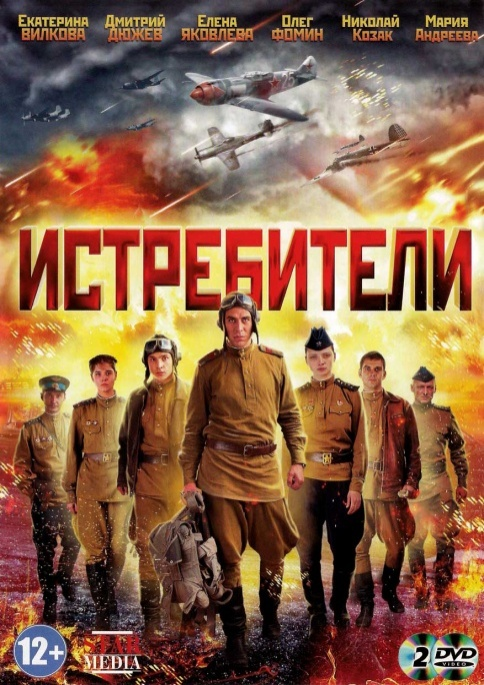 ЕКАТЕРИНА ДМИТРИЙ ЕЛЕНА ОЛЕГ НИКОЛАЙ МАРИЯ
ВИЛКОВА ДЮЖЕВ ЯКОВЛЕВА ФОМИН КОЗАК АНДРЕЕВА
ИСТРЕБИТЕЛИ
12+
STAR
MEDIA
2 DVD
VIDEO